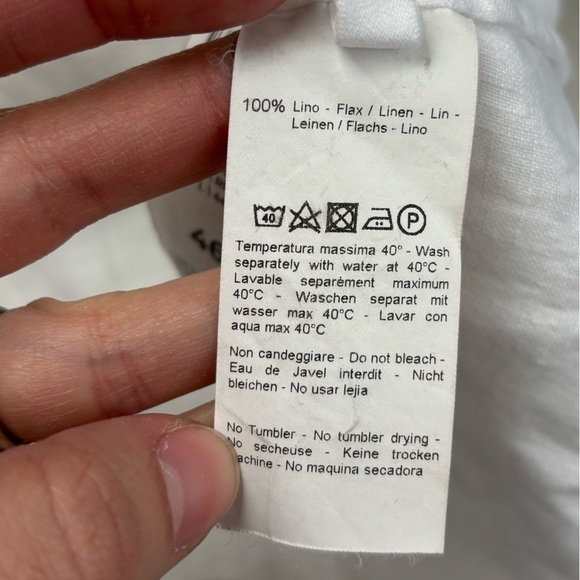 100% Lino - Flax / Linen - Lin -
Leinen / Flachs - Lino
40 P
Temperatura massima 40° - Wash
separately with water at 40°C -
Lavable separèment maximum
40°C - Waschen separat mit
wasser max 40°C - Lavar con
aqua max 40°C
Non candeggiare - Do not bleach -
Eau de Javel interdit - Nicht
bleichen - No usar lejia
No Tumbler - No tumbler drying -
No secheuse - Keine trocken
achine - No maquina secadora
46